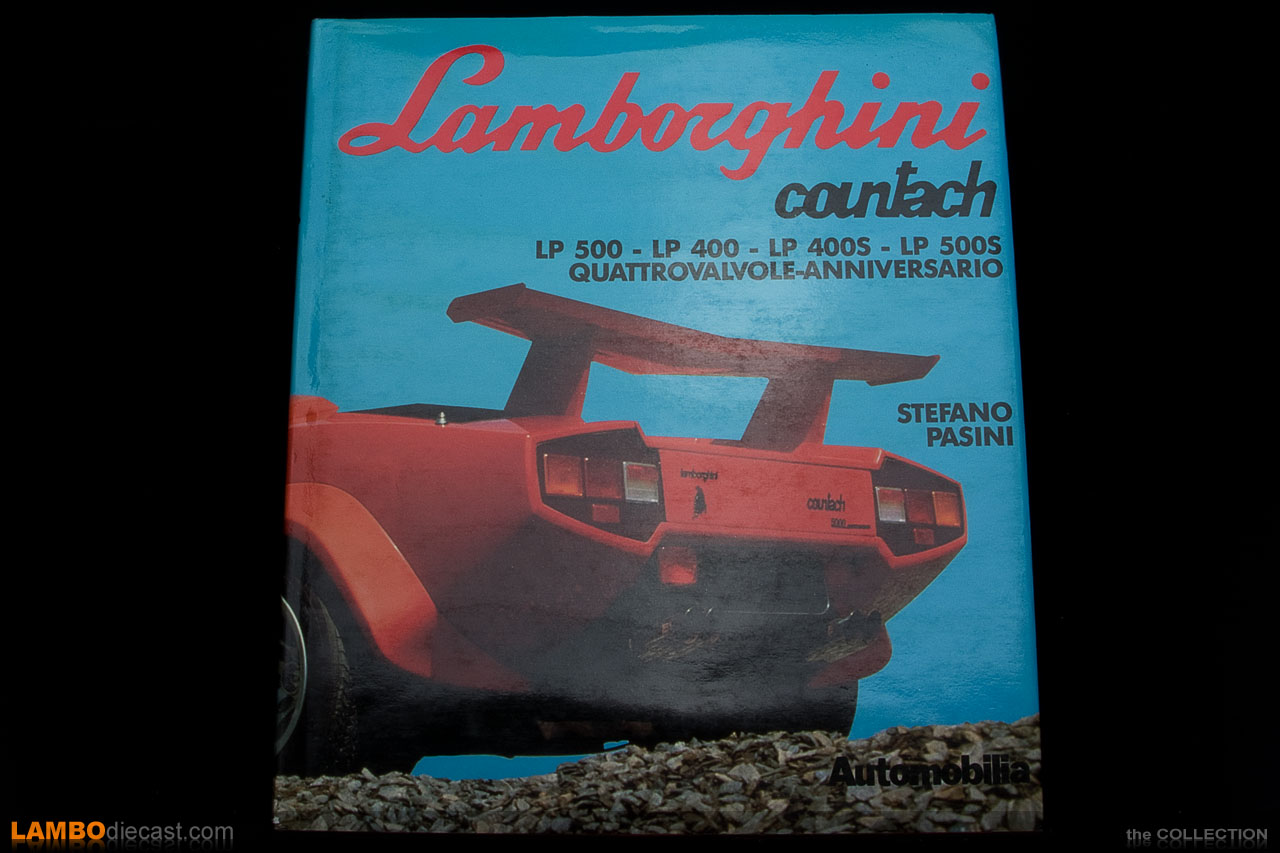 Lamborghini
countach
LP 500 - LP 400 - LP 400S - LP 500S
QUATTROVALVOLE-ANNIVERSARIO
STEFANO
PASINI
lamborghini
countach
Automobilia
LAMBOdiecast.com
the COLLECTION